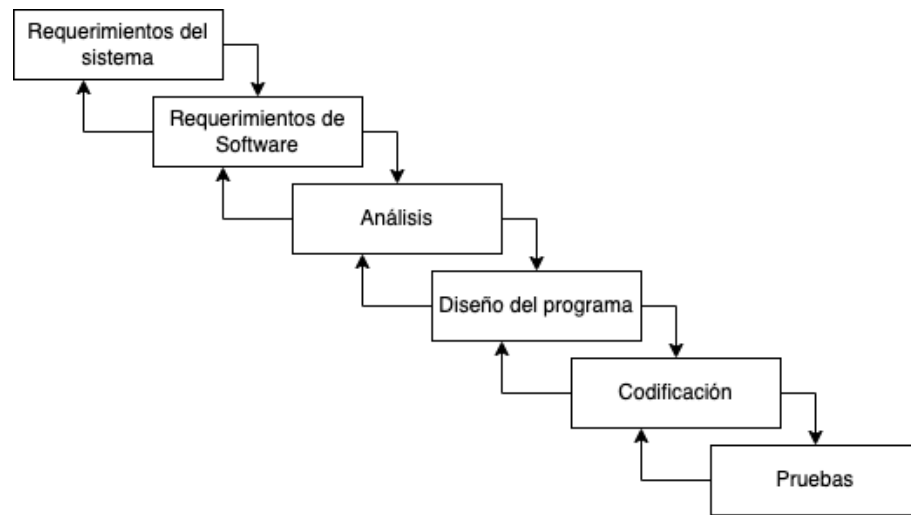 Requerimientos del
sistema
Requerimientos de
Software
Análisis
Diseño del programa
Codificación
Pruebas